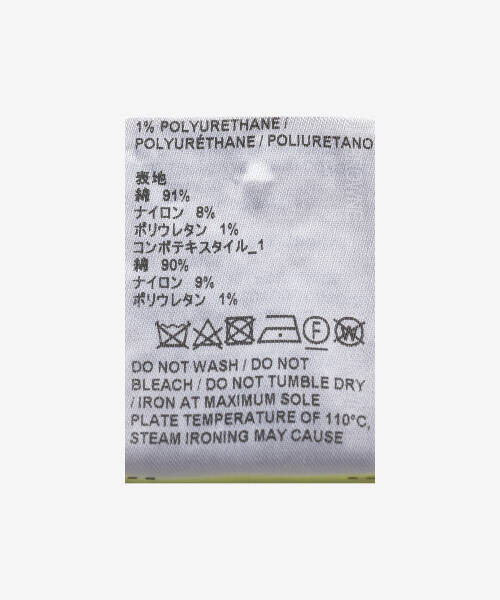 1% POLYURETHANE /
POLYURÉTHANE / POLIURETANO
表地
綿 91%
ナイロン 8%
ポリウレタン 1%
コンポテキスタイル_1
綿 90%
ナイロン 9%
ポリウレタン 1%
F W
DO NOT WASH / DO NOT
BLEACH / DO NOT TUMBLE DRY
/ IRON AT MAXIMUM SOLE
PLATE TEMPERATURE OF 110°C,
STEAM IRONING MAY CAUSE